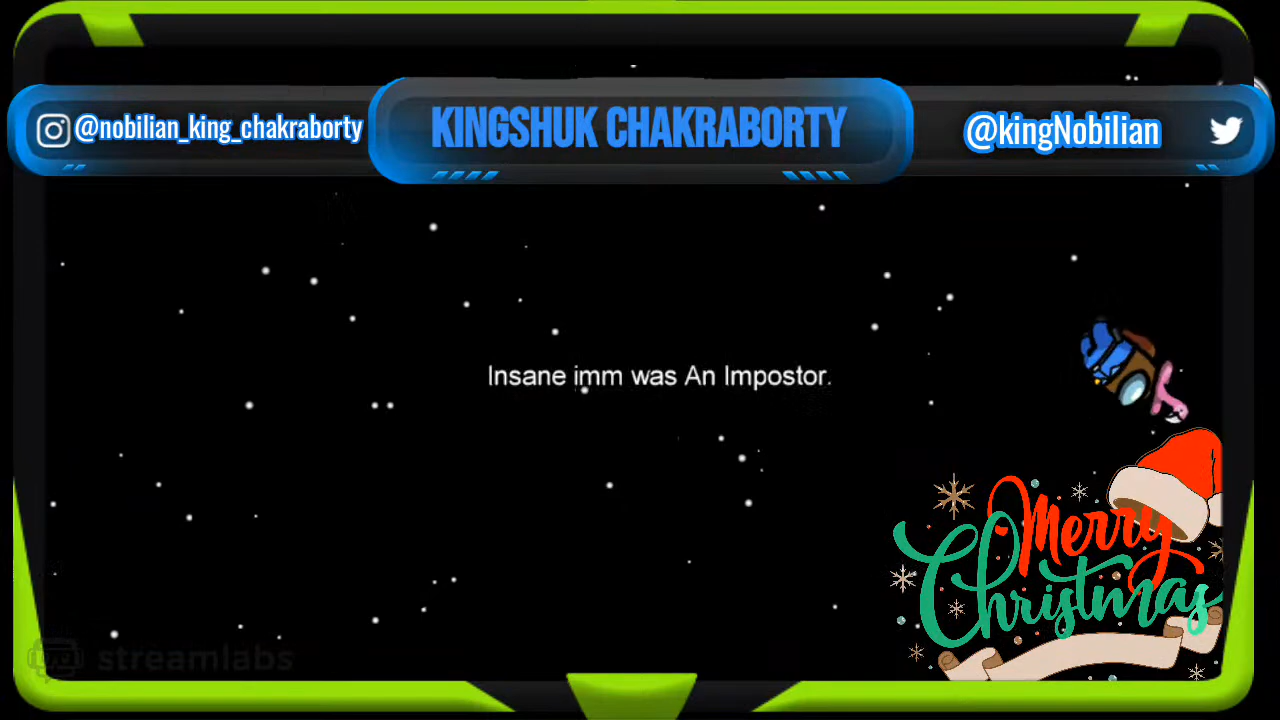 @nobilian_king_chakraborty
KINGSHUK CHAKRABORTY
@kingNobilian
Insane imm was An Impostor.
Merry
Christmas
streamlabs